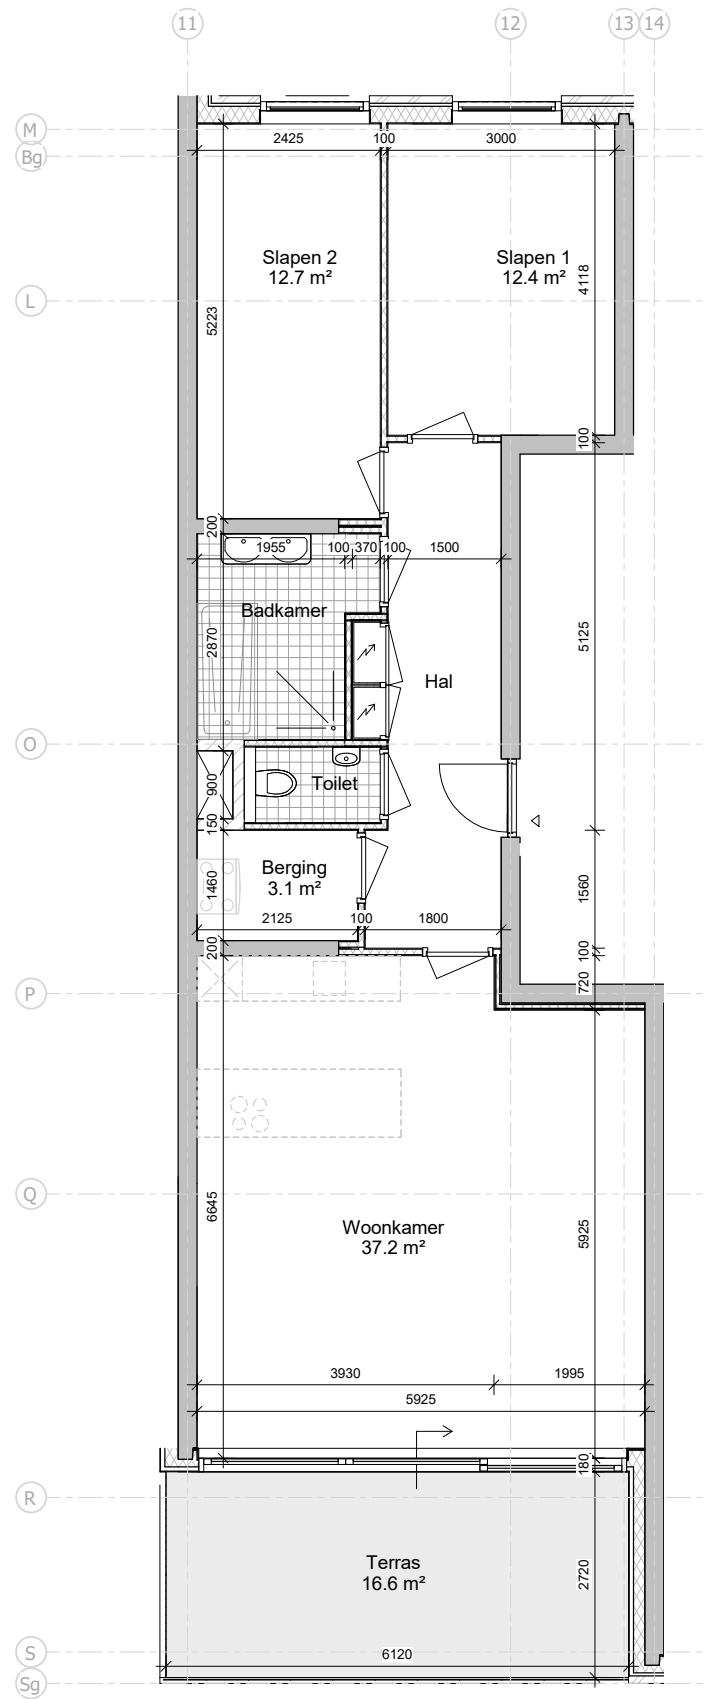 11
12
13
14
M
Bg
2425
100
3000
Slapen 2
12.7 m²
Slapen 1
12.4 m²
L
5223
4118
100
200
1955
100
370
100
1500
Badkamer
2870
5125
Hal
O
900
Toilet
150
Berging
3.1 m²
1460
1560
2125
100
1800
200
100
720
P
Q
6645
Woonkamer
37.2 m²
5925
3930
1995
5925
180
R
Terras
16.6 m²
2720
S
6120
Sg